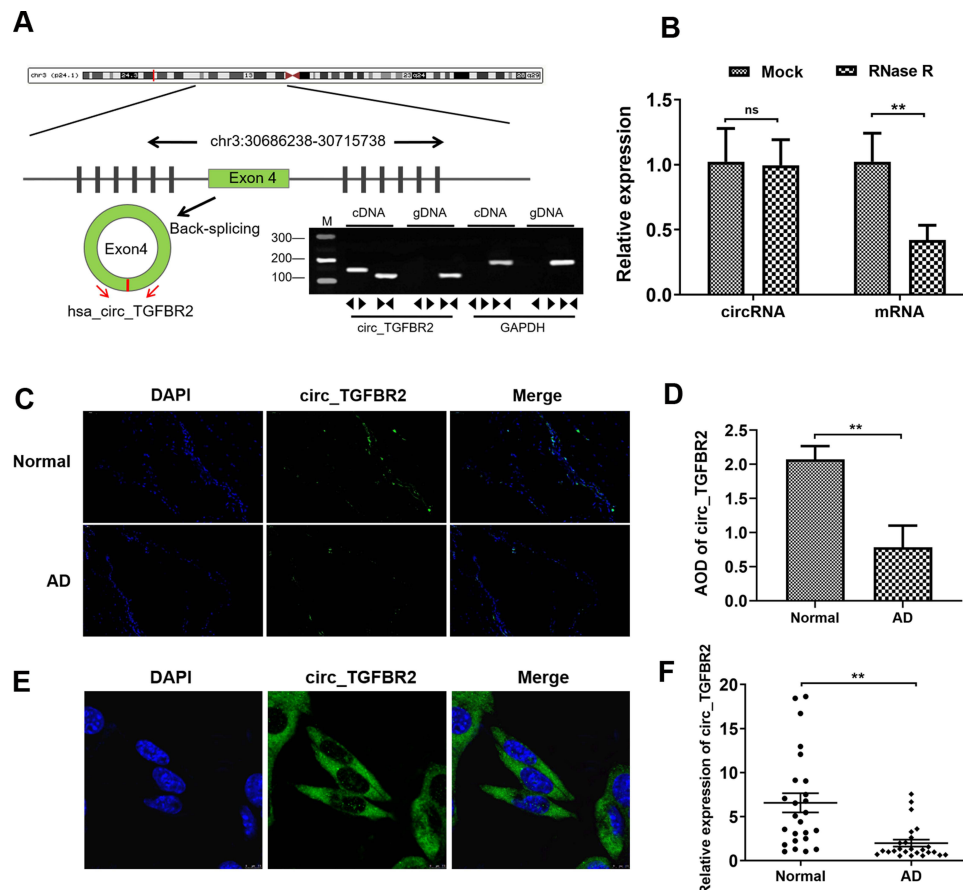 A
chr3 (p24.1)
24.3
13
q24
q29
chr3:30686238-30715738
Exon 4
Back-splicing
Exon4
hsa_circ_TGFBR2
M
cDNA
gDNA
cDNA
gDNA
300
200
100
circ_TGFBR2
GAPDH
B
Mock
RNase R
Relative expression
1.5
1.0
0.5
0.0
ns
**
circRNA
mRNA
C
DAPI
circ_TGFBR2
Merge
Normal
AD
D
AOD of circ_TGFBR2
2.5
2.0
1.5
1.0
0.5
0.0
**
Normal
AD
E
DAPI
circ_TGFBR2
Merge
F
Relative expression of circ_TGFBR2
20
15
10
5
0
**
Normal
AD